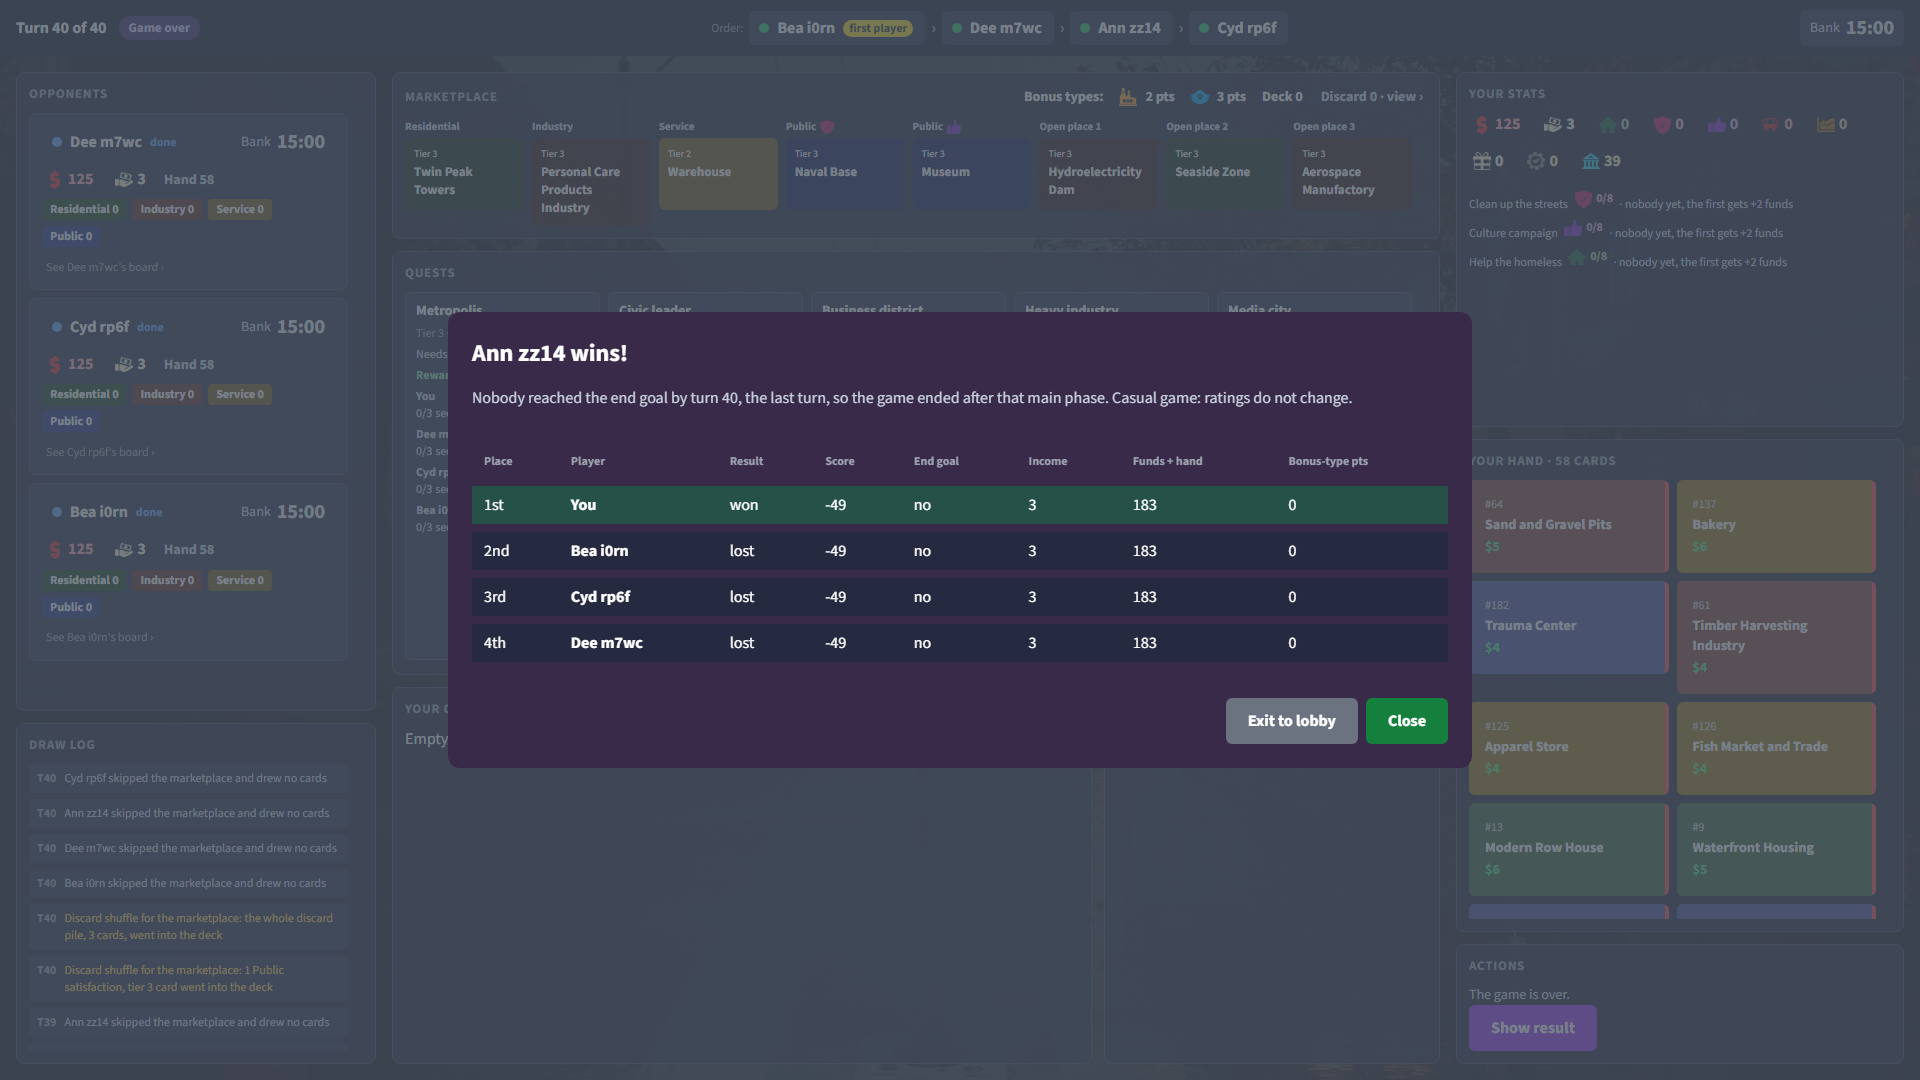 Turn 40 of 40
Game over
Order:
Bea i0rn first player › Dee m7wc › Ann zz14 › Cyd rp6f
Bank 15:00
OPPONENTS
Dee m7wc done Bank 15:00
125 3 Hand 58
Residential 0 Industry 0 Service 0
Public 0
See Dee m7wc's board ›
Cyd rp6f done Bank 15:00
125 3 Hand 58
Residential 0 Industry 0 Service 0
Public 0
See Cyd rp6f's board ›
Bea i0rn done Bank 15:00
125 3 Hand 58
Residential 0 Industry 0 Service 0
Public 0
See Bea i0rn's board ›
DRAW LOG
T40 Cyd rp6f skipped the marketplace and drew no cards
T40 Ann zz14 skipped the marketplace and drew no cards
T40 Dee m7wc skipped the marketplace and drew no cards
T40 Bea i0rn skipped the marketplace and drew no cards
T40 Discard shuffle for the marketplace: the whole discard
pile, 3 cards, went into the deck
T40 Discard shuffle for the marketplace: 1 Public
satisfaction, tier 3 card went into the deck
T39 Ann zz14 skipped the marketplace and drew no cards
MARKETPLACE
Bonus types: 2 pts 3 pts Deck 0 Discard 0 · view ›
Residential
Tier 3
Twin Peak
Towers
Industry
Tier 3
Personal Care
Products
Industry
Service
Tier 2
Warehouse
Public
Tier 3
Naval Base
Public
Tier 3
Museum
Open place 1
Tier 3
Hydroelectricity
Dam
Open place 2
Tier 3
Seaside Zone
Open place 3
Tier 3
Aerospace
Manufactory
QUESTS
Metropolis
Civic leader
Business district
Heavy industry
Media city
Tier 3
Needs
You
Dee m
Cyd rp
Bea i0
Empty
Ann zz14 wins!
Nobody reached the end goal by turn 40, the last turn, so the game ended after that main phase. Casual game: ratings do not change.
Place Player Result Score End goal Income Funds + hand Bonus-type pts
1st You won -49 no 3 183 0
2nd Bea i0rn lost -49 no 3 183 0
3rd Cyd rp6f lost -49 no 3 183 0
4th Dee m7wc lost -49 no 3 183 0
Exit to lobby
Close
YOUR STATS
125 3 0 0 0 0 0
0 0 39
Clean up the streets 0/8 · nobody yet, the first gets +2 funds
Culture campaign 0/8 · nobody yet, the first gets +2 funds
Help the homeless 0/8 · nobody yet, the first gets +2 funds
YOUR HAND · 58 CARDS
#64
Sand and Gravel Pits
$5
#137
Bakery
$6
#182
Trauma Center
$4
#61
Timber Harvesting
Industry
$4
#125
Apparel Store
$4
#126
Fish Market and Trade
$4
#13
Modern Row House
$6
#9
Waterfront Housing
$5
ACTIONS
The game is over.
Show result